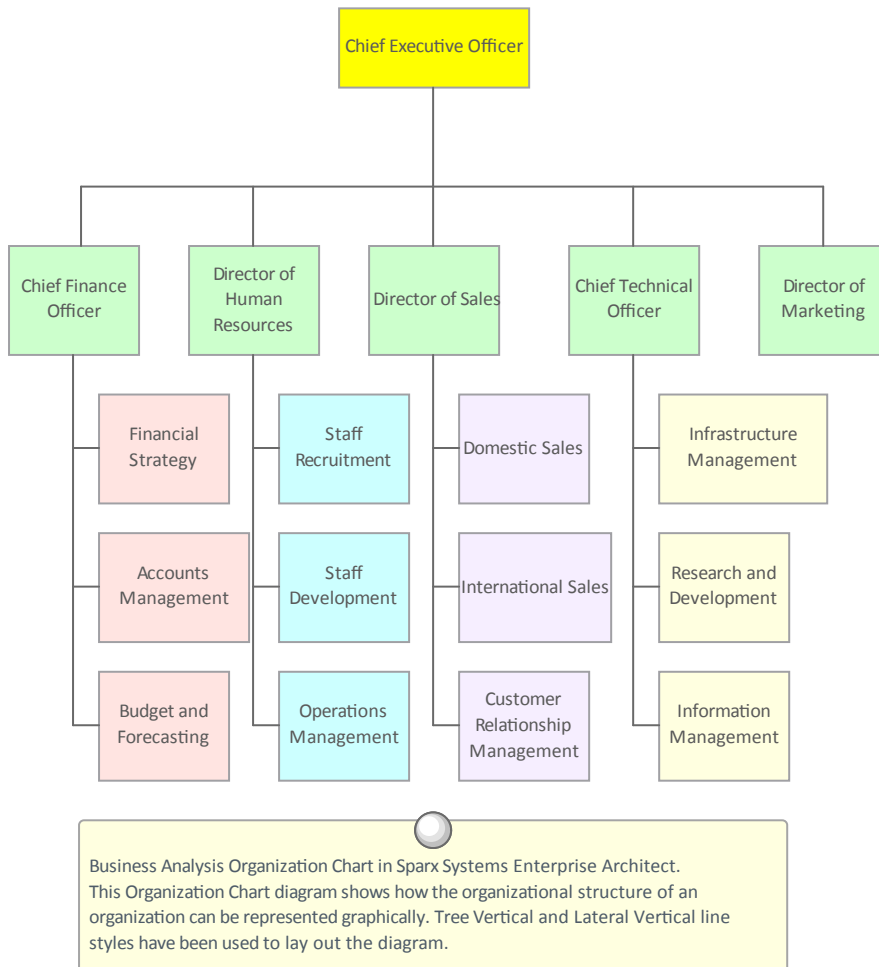 Chief Executive Officer
Chief Finance
Officer
Director of
Human
Resources
Director of Sales
Chief Technical
Officer
Director of
Marketing
Financial
Strategy
Staff
Recruitment
Domestic Sales
Infrastructure
Management
Accounts
Management
Staff
Development
International Sales
Research and
Development
Budget and
Forecasting
Operations
Management
Customer
Relationship
Management
Information
Management
Business Analysis Organization Chart in Sparx Systems Enterprise Architect.
This Organization Chart diagram shows how the organizational structure of an
organization can be represented graphically. Tree Vertical and Lateral Vertical line
styles have been used to lay out the diagram.